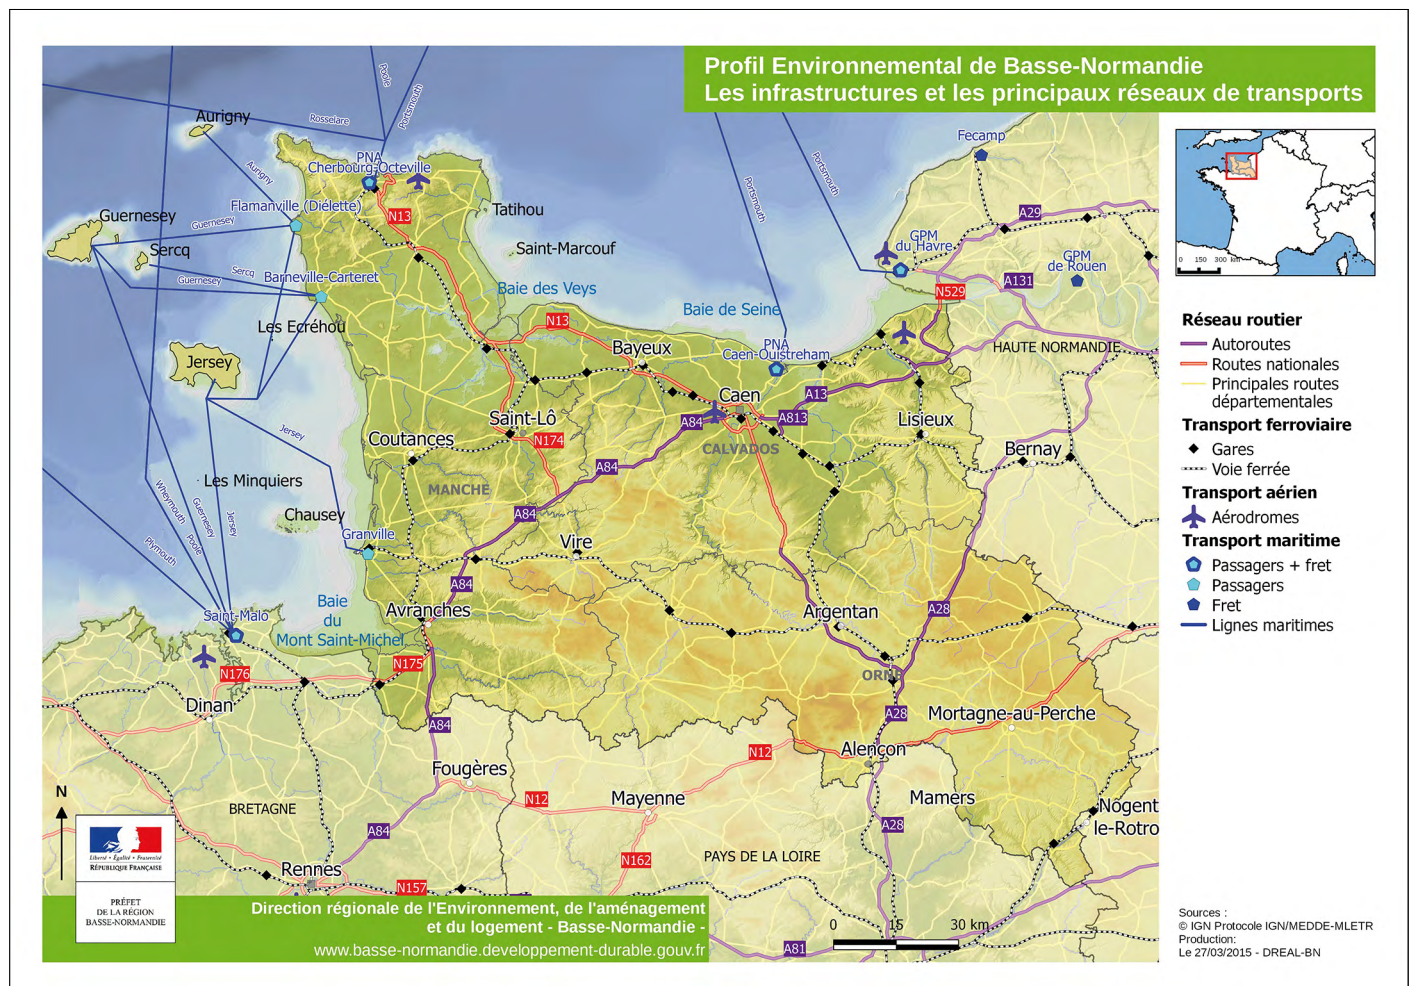 Profil Environnemental de Basse-Normandie
Les infrastructures et les principaux réseaux de transports
Poole
Portsmouth
Rosselare
Aurigny
PNA
Cherbourg-Octeville
Aurigny
Flamanville (Diélette)
Guernesey
Guernesey
Sercq
Sercq
Guernesey
Barneville-Carteret
N13
Tatihou
Saint-Marcouf
Baie des Veys
Les Ecréhou
Jersey
Jersey
Portsmouth
Portsmouth
Fecamp
A29
GPM
du Havre
GPM
de Rouen
A131
N529
Baie de Seine
N13
Bayeux
PNA
Caen-Ouistreham
HAUTE NORMANDIE
Caen
A13
A813
A84
CALVADOS
Lisieux
Bernay
Saint-Lô
N174
Coutances
MANCHE
A84
A84
Les Minquiers
Chausey
Granville
Wheymouth
Guernesey
Poole
Jersey
Plymouth
Vire
A84
Avranches
Argentan
A28
Saint-Malo
Baie
du
Mont Saint-Michel
N175
N176
Dinan
ORNE
A28
Mortagne-au-Perche
A84
N12
Alençon
Fougères
N12
Mayenne
Mamers
Nôgent
le-Rotro
BRETAGNE
A84
A28
PAYS DE LA LOIRE
N162
Rennes
N157
A81
0 15 30 km
N
Liberté • Égalité • Fraternité
RÉPUBLIQUE FRANÇAISE
PRÉFET
DE LA RÉGION
BASSE-NORMANDIE
Direction régionale de l'Environnement, de l'aménagement
et du logement - Basse-Normandie -
www.basse-normandie.developpement-durable.gouv.fr
0 150 300 km
Réseau routier
Autoroutes
Routes nationales
Principales routes
départementales
Transport ferroviaire
Gares
Voie ferrée
Transport aérien
Aérodromes
Transport maritime
Passagers + fret
Passagers
Fret
Lignes maritimes
Sources :
© IGN Protocole IGN/MEDDE-MLETR
Production:
Le 27/03/2015 - DREAL-BN